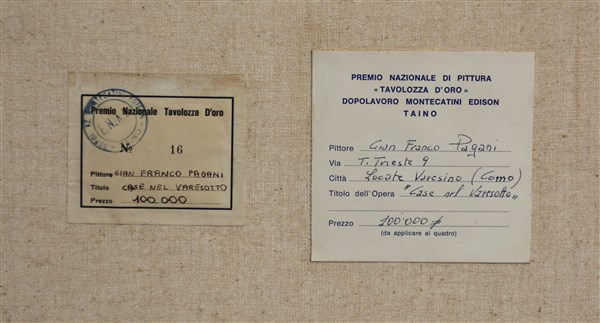 Premio Nazionale Tavolozza D'oro
E.N.A.L.
No 16
Pittore GIAN FRANCO PAGANI
Titolo CASE NEL VARESOTTO
Prezzo 100.000
PREMIO NAZIONALE DI PITTURA
« TAVOLOZZA D'ORO »
DOPOLAVORO MONTECATINI EDISON
TAINO
Pittore Gian Franco Pagani
Via T. Trieste 9
Città Locate Varesino (Como)
Titolo dell'Opera "Case nel Varesotto"
Prezzo 100.000
(da applicare al quadro)